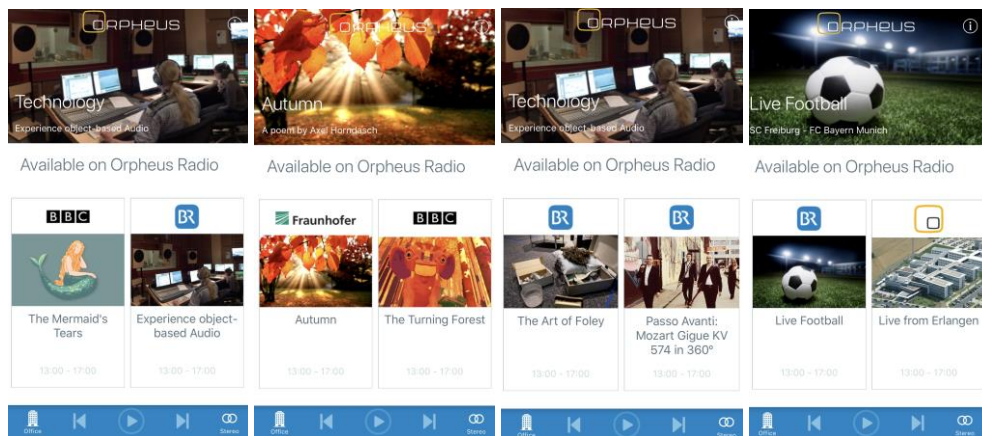 ORPHEUS
Technology
Experience object-based Audio
Available on Orpheus Radio
BBC
The Mermaid's
Tears
13:00 - 17:00
BR
Experience object-
based Audio
13:00 - 17:00
Office
Stereo
ORPHEUS
Autumn
A poem by Axel Horndasch
Available on Orpheus Radio
Fraunhofer
Autumn
13:00 - 17:00
BBC
The Turning Forest
13:00 - 17:00
Office
Stereo
ORPHEUS
Technology
Experience object-based Audio
Available on Orpheus Radio
BR
The Art of Foley
13:00 - 17:00
BR
Passo Avanti:
Mozart Gigue KV
574 in 360°
13:00 - 17:00
Office
Stereo
ORPHEUS
Live Football
SC Freiburg - FC Bayern Munich
Available on Orpheus Radio
BR
Live Football
13:00 - 17:00
Live from Erlangen
13:00 - 17:00
Office
Stereo